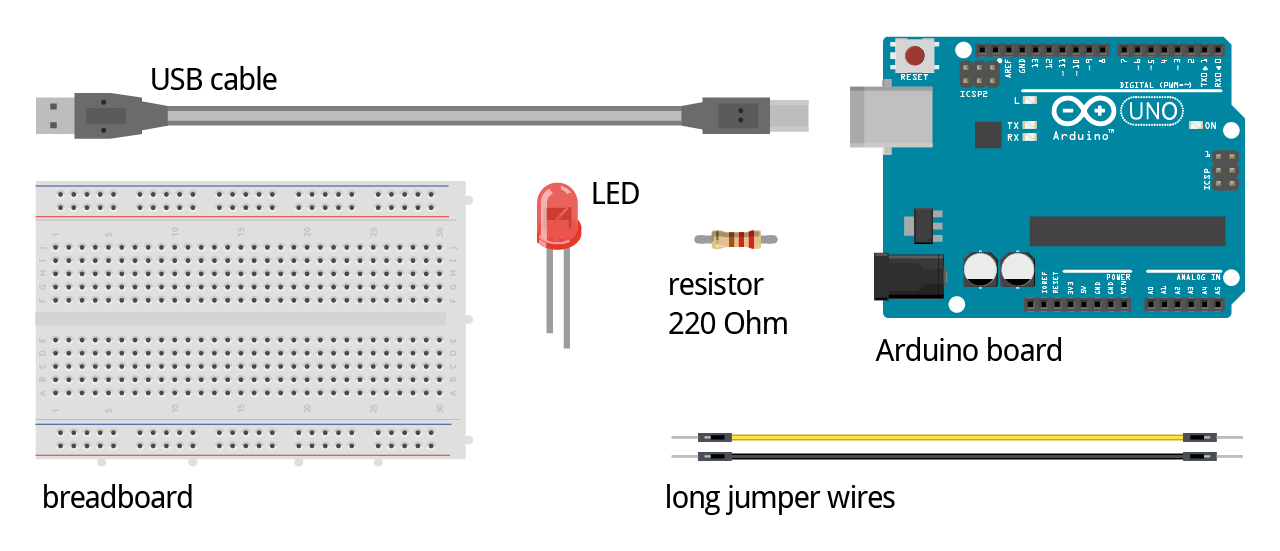 USB cable
LED
resistor
220 Ohm
breadboard
long jumper wires
Arduino board
RESET
ICSP2
AREF
GND
13
12
~11
~10
~9
8
7
~6
~5
4
~3
2
TX0▶1
RX0◀0
DIGITAL (PWM=~)
L
TX
RX
Arduino™
UNO
ON
1
ICSP
IOREF
RESET
3V3
5V
GND
GND
VIN
POWER
ANALOG IN
A0
A1
A2
A3
A4
A5
1 5 10 15 20 25 30
J J
I I
H H
G G
F F
E E
D D
C C
B B
A A
1 5 10 15 20 25 30